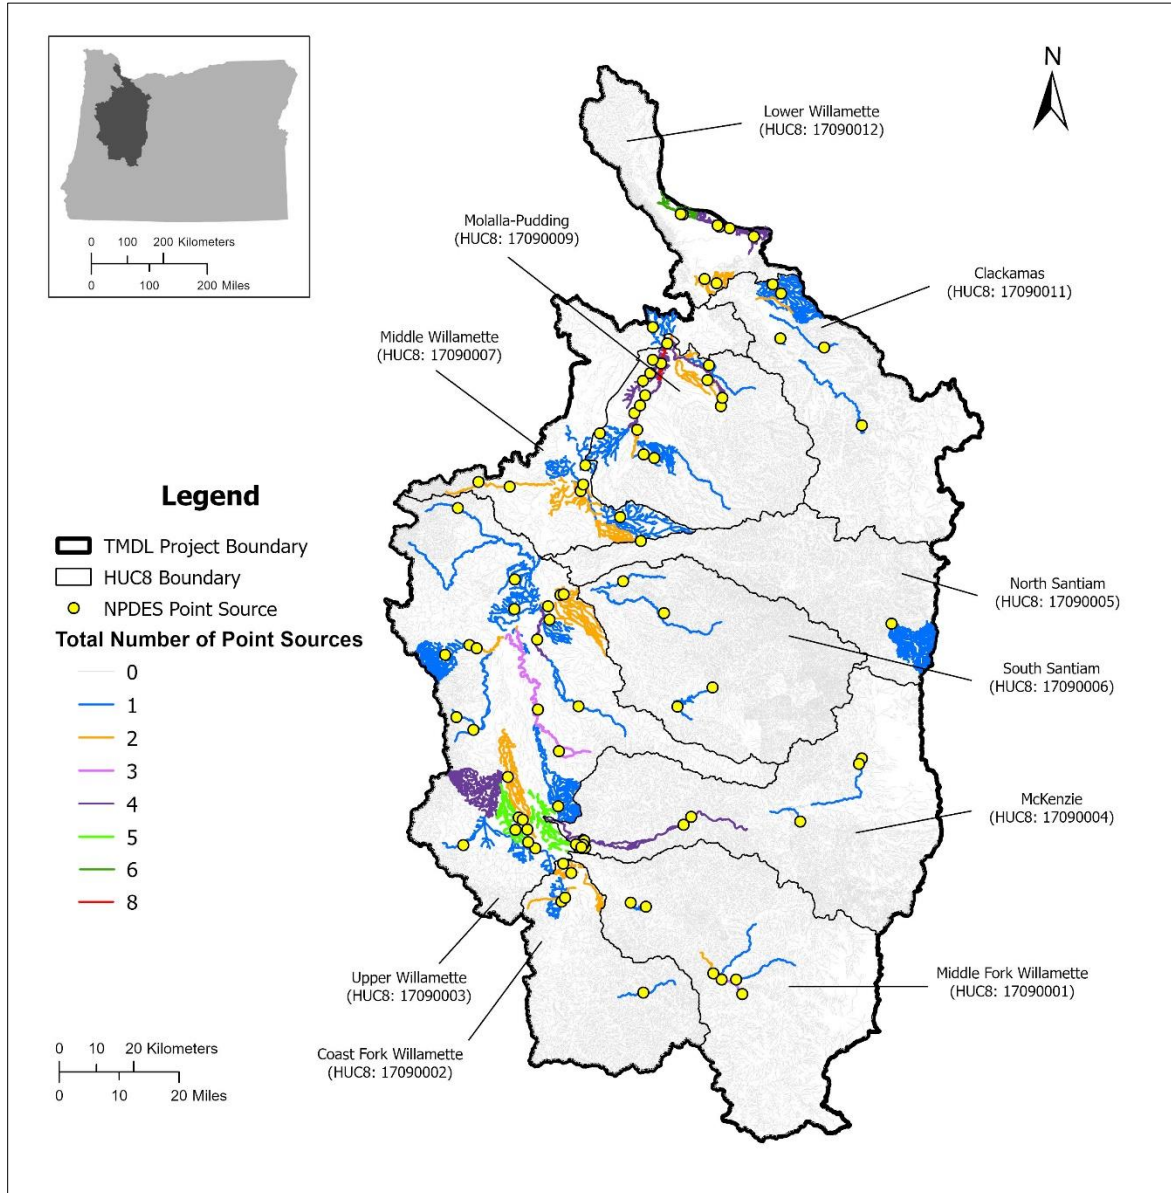 0 100 200 Kilometers
0 100 200 Miles
N
Lower Willamette
(HUC8: 17090012)
Molalla-Pudding
(HUC8: 17090009)
Clackamas
(HUC8: 17090011)
Middle Willamette
(HUC8: 17090007)
Legend
TMDL Project Boundary
HUC8 Boundary
NPDES Point Source
Total Number of Point Sources
0
1
2
3
4
5
6
8
North Santiam
(HUC8: 17090005)
South Santiam
(HUC8: 17090006)
McKenzie
(HUC8: 17090004)
Upper Willamette
(HUC8: 17090003)
Middle Fork Willamette
(HUC8: 17090001)
Coast Fork Willamette
(HUC8: 17090002)
0 10 20 Kilometers
0 10 20 Miles